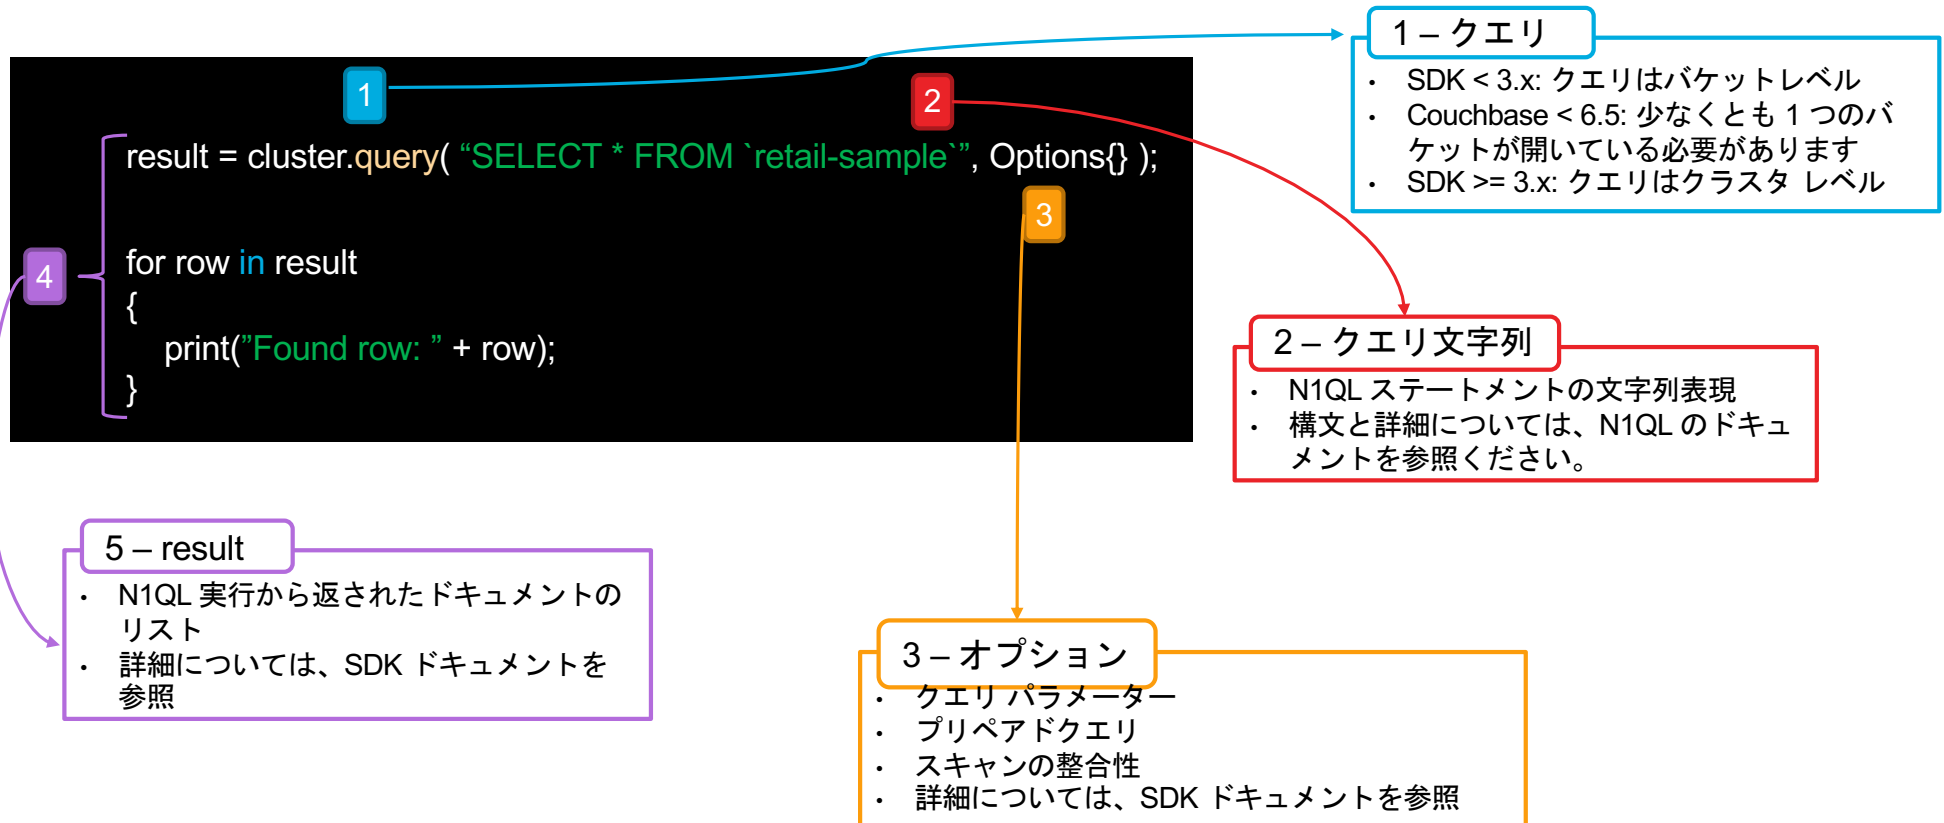 1
2
result = cluster.query( “SELECT * FROM `retail-sample`”, Options{} );
3
4
for row in result
{
print(”Found row: ” + row);
}
1 – クエリ
• SDK < 3.x: クエリはバケットレベル
• Couchbase < 6.5: 少なくとも 1 つのバ
ケットが開いている必要があります
• SDK >= 3.x: クエリはクラスタ レベル
2 – クエリ文字列
• N1QL ステートメントの文字列表現
• 構文と詳細については、N1QL のドキュ
メントを参照ください。
5 – result
• N1QL 実行から返されたドキュメントの
リスト
• 詳細については、SDK ドキュメントを
参照
3 – オプション
• クエリ パラメーター
• プリペアドクエリ
• スキャンの整合性
• 詳細については、SDK ドキュメントを参照